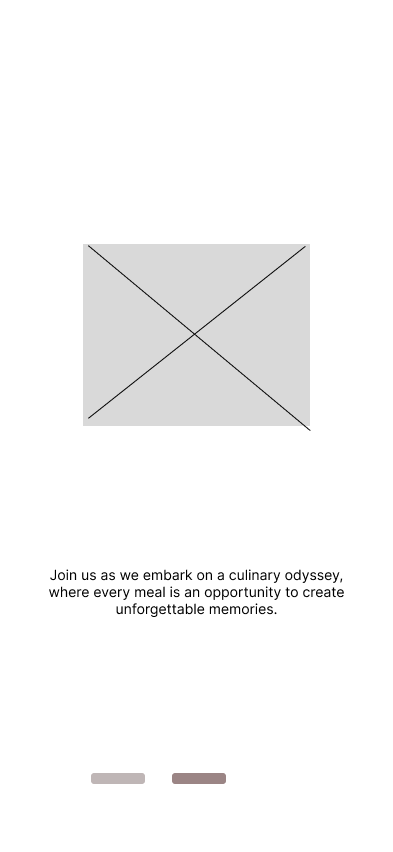 Join us as we embark on a culinary odyssey,
where every meal is an opportunity to create
unforgettable memories.